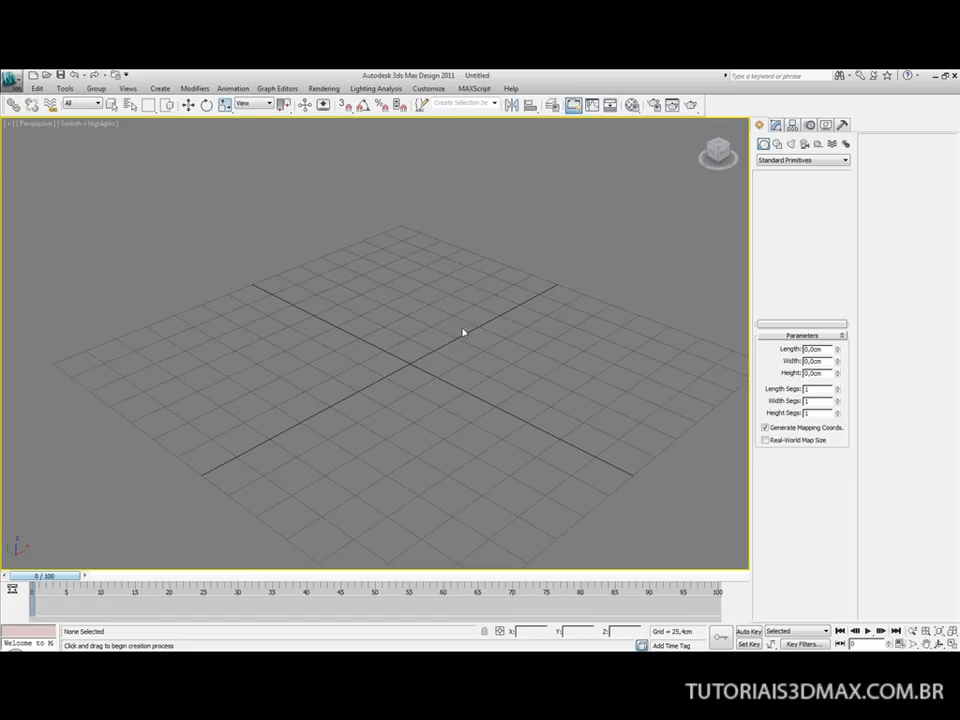 Autodesk 3ds Max Design 2011 Untitled
Type a keyword or phrase
Edit Tools Group Views Create Modifiers Animation Graph Editors Rendering Lighting Analysis Customize MAXScript Help
All View Create Selection Se
[ + ] [ Perspective ] [ Smooth + Highlights ]
Standard Primitives
Parameters
Length: 0,0cm
Width: 0,0cm
Height: 0,0cm
Length Segs: 1
Width Segs: 1
Height Segs: 1
Generate Mapping Coords.
Real-World Map Size
z
0 / 100
0 5 10 15 20 25 30 35 40 45 50 55 60 65 70 75 80 85 90 95 100
None Selected X: Y: Z: Grid = 25,4cm Auto Key Selected
Welcome to M Click and drag to begin creation process Add Time Tag Set Key Key Filters... 0
TUTORIAIS3DMAX.COM.BR